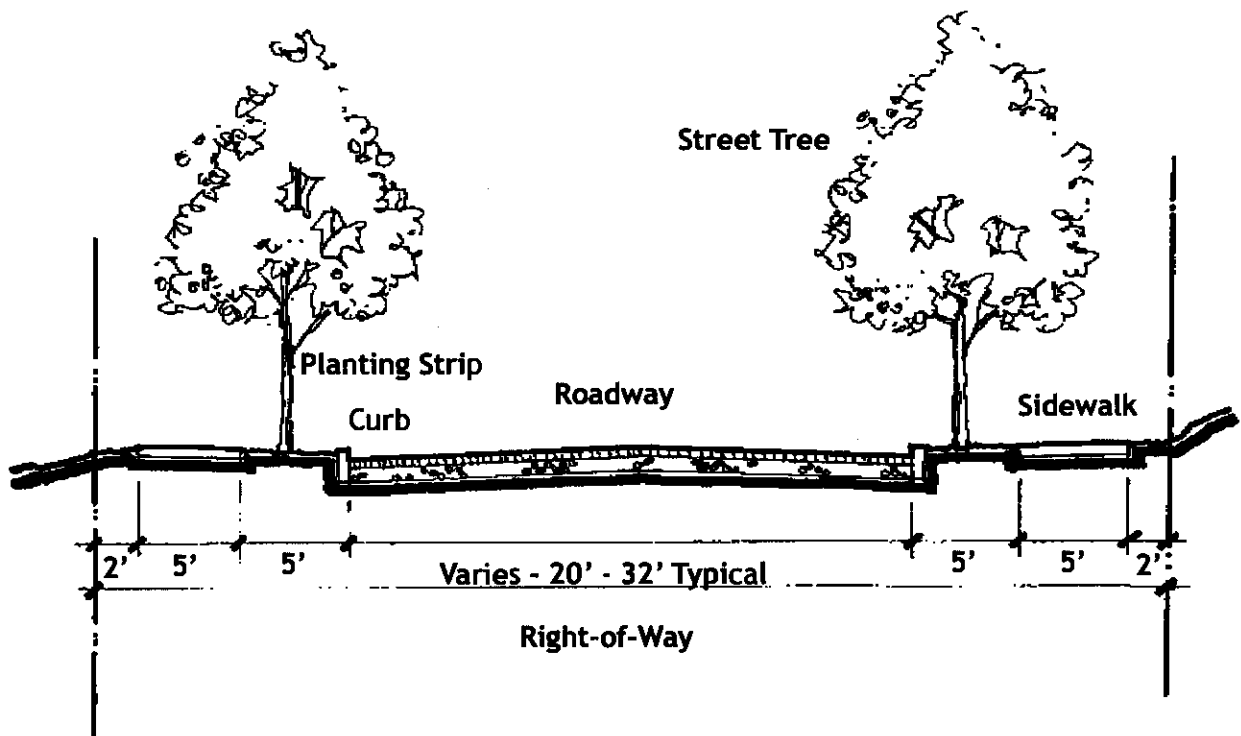 Street Tree
Planting Strip
Roadway
Curb
Sidewalk
2’ 5’ 5’ Varies - 20’ - 32’ Typical 5’ 5’ 2’
Right-of-Way